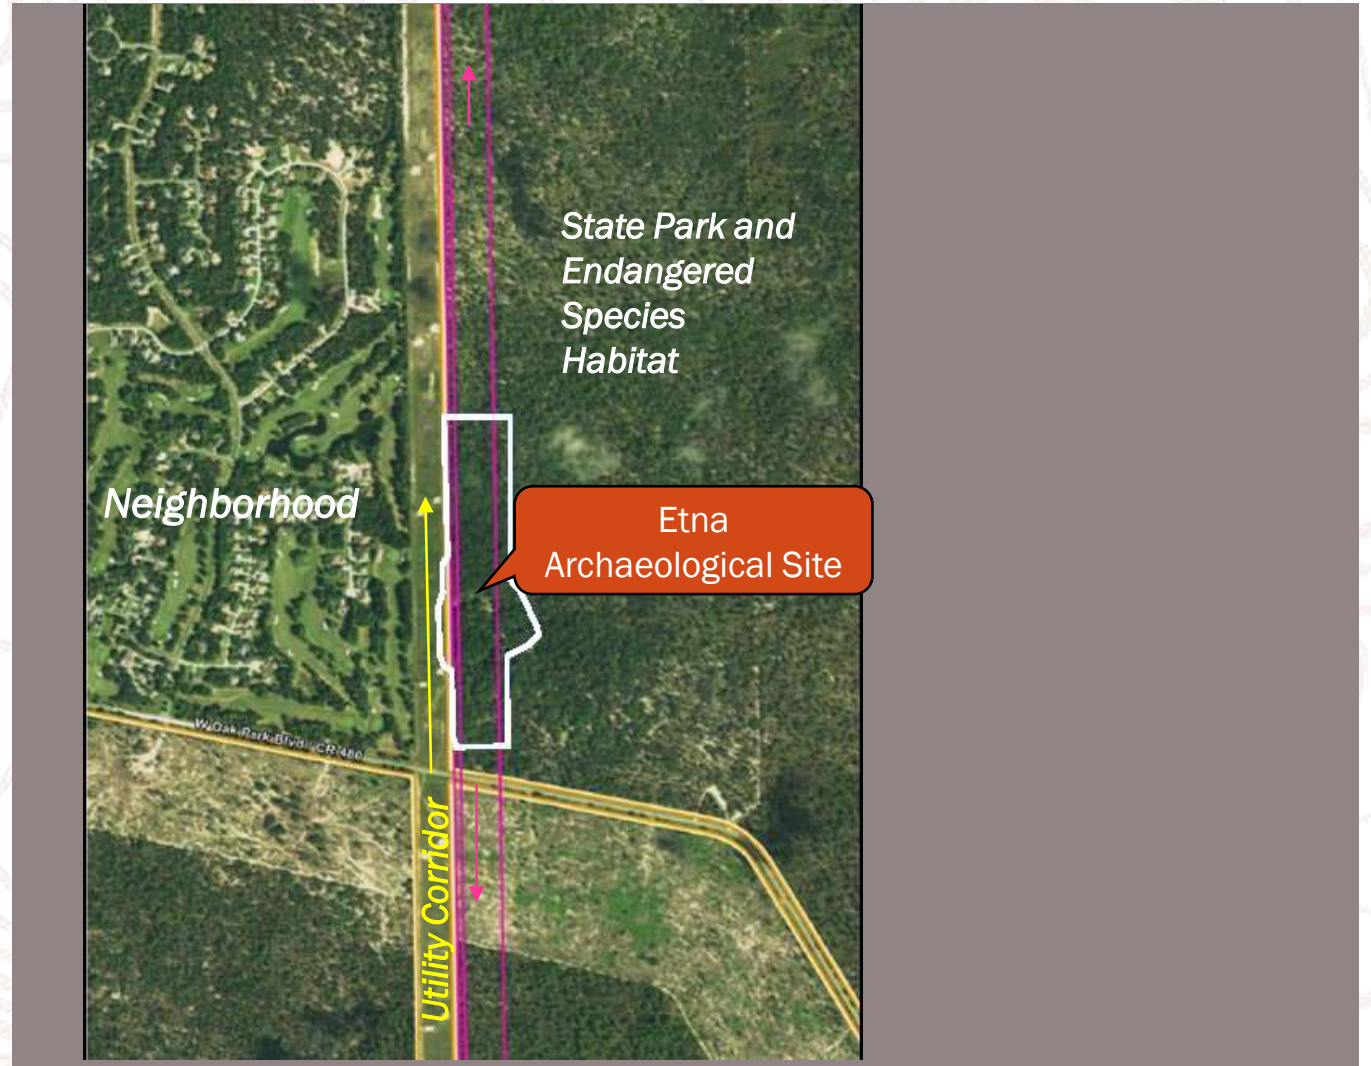 State Park and
Endangered
Species
Habitat
Neighborhood
Etna
Archaeological Site
W Oak Park Blvd / CR 480
Utility Corridor